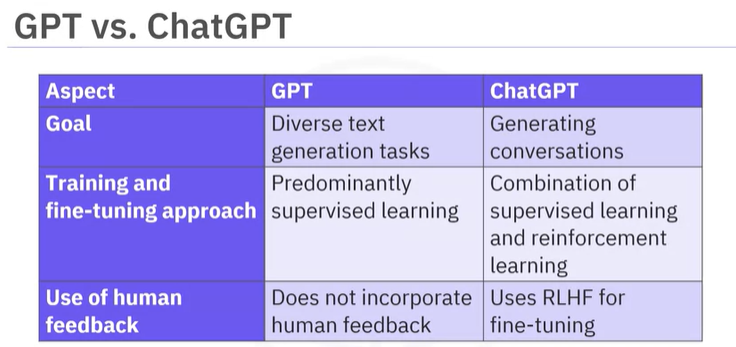 GPT vs. ChatGPT
Aspect
GPT
ChatGPT
Goal
Diverse text
generation tasks
Generating
conversations
Training and
fine-tuning approach
Predominantly
supervised learning
Combination of
supervised learning
and reinforcement
learning
Use of human
feedback
Does not incorporate
human feedback
Uses RLHF for
fine-tuning